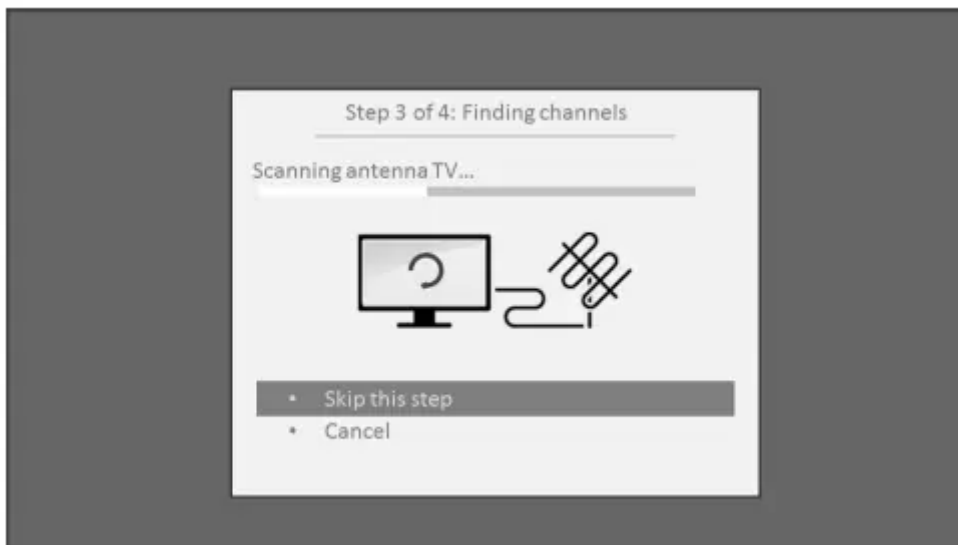 Step 3 of 4: Finding channels
Scanning antenna TV...
• Skip this step
• Cancel